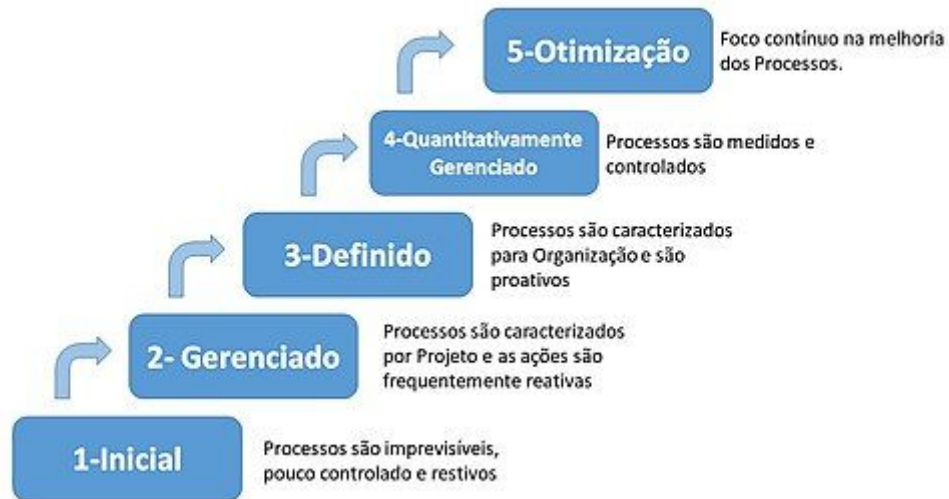 5-Otimização
Foco contínuo na melhoria
dos Processos.
4-Quantitativamente
Gerenciado
Processos são medidos e
controlados
3-Definido
Processos são caracterizados
para Organização e são
proativos
2- Gerenciado
Processos são caracterizados
por Projeto e as ações são
frequentemente reativas
1-Inicial
Processos são imprevisíveis,
pouco controlado e restivos